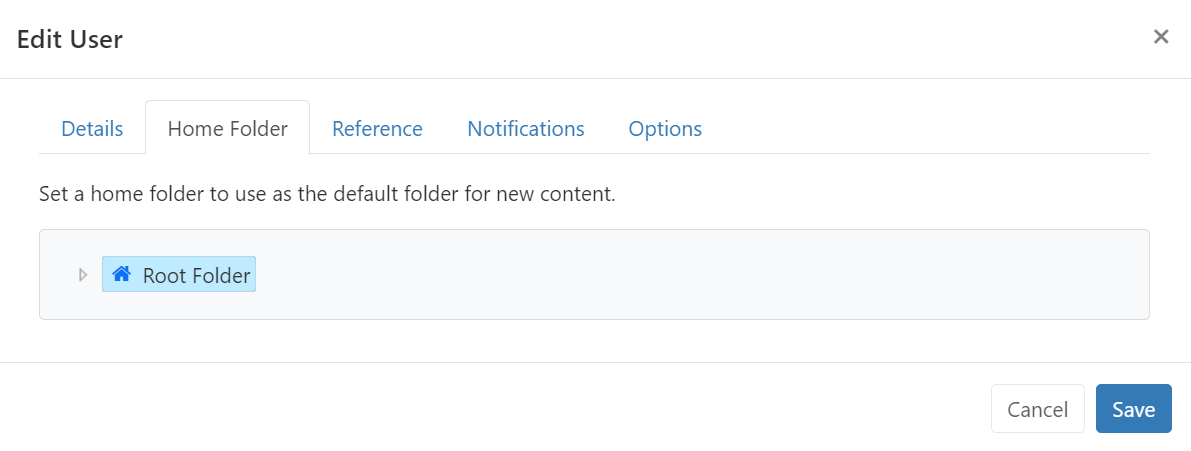 Edit User
Details Home Folder Reference Notifications Options
Set a home folder to use as the default folder for new content.
Root Folder
Cancel Save